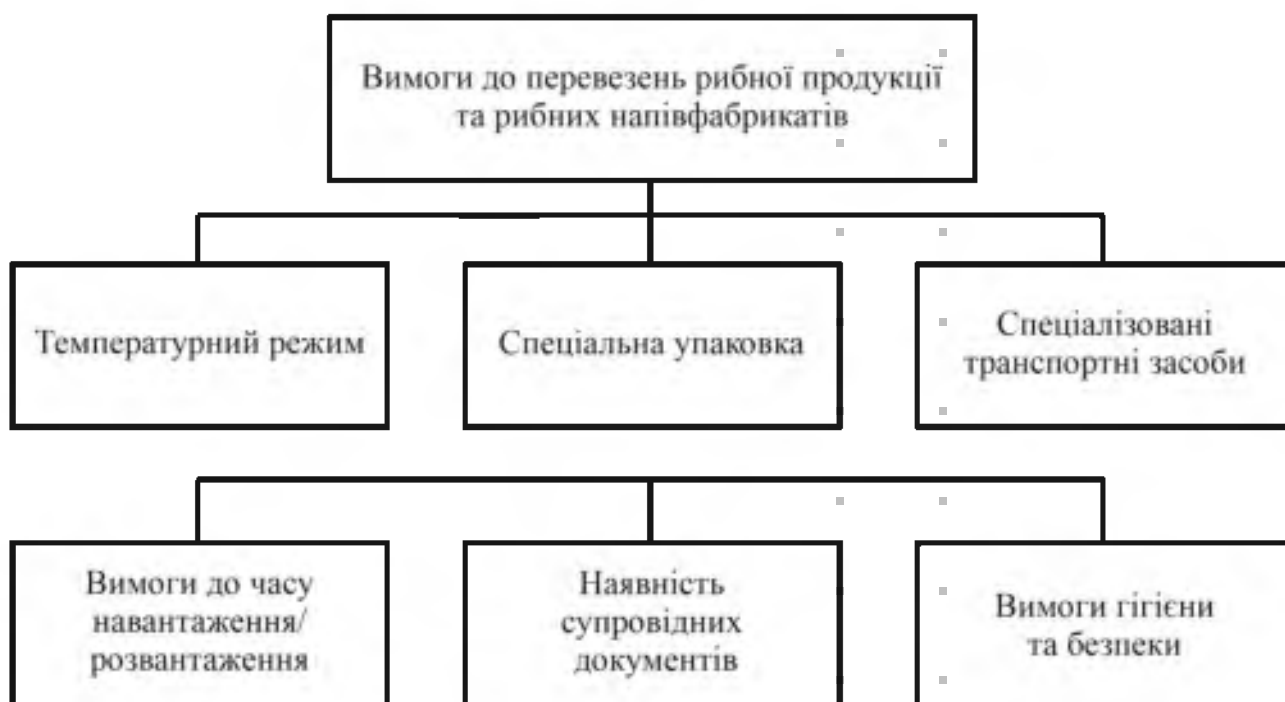 Вимоги до перевезень рибної продукції
та рибних напівфабрикатів
Температурний режим
Спеціальна упаковка
Спеціалізовані
транспортні засоби
Вимоги до часу
навантаження/
розвантаження
Наявність
супровідних
документів
Вимоги гігієни
та безпеки